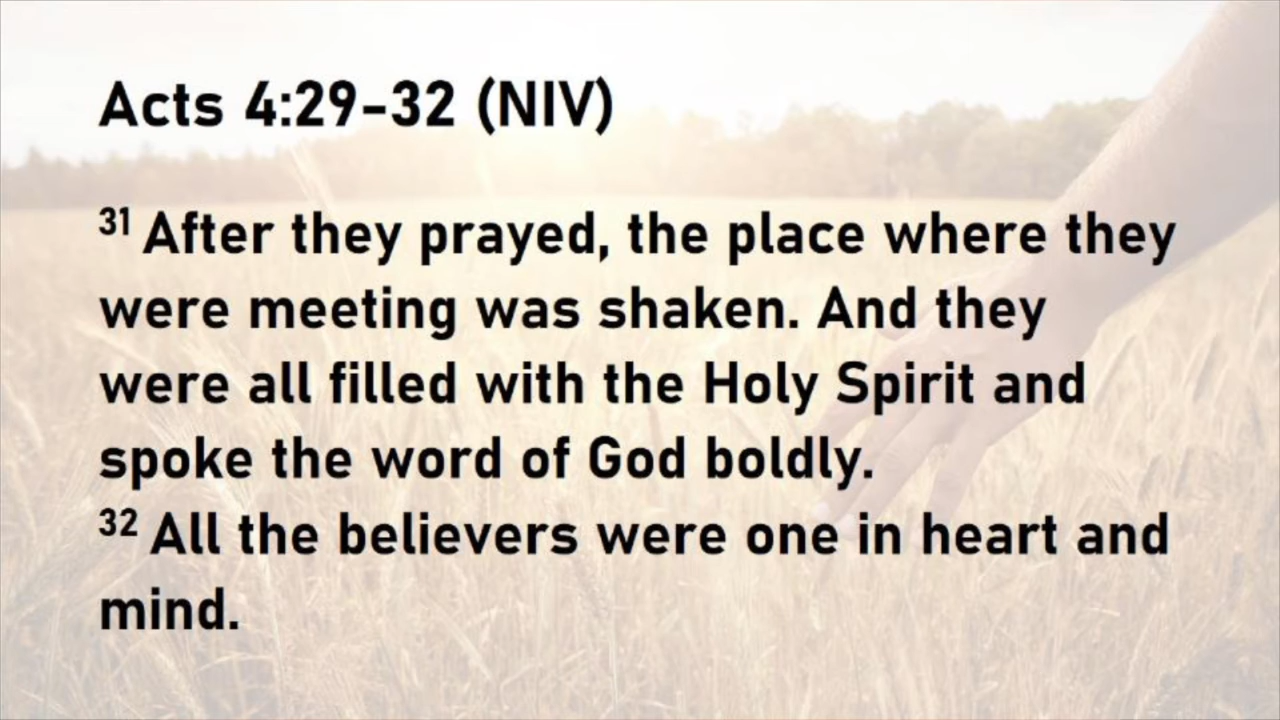 Acts 4:29-32 (NIV)
31 After they prayed, the place where they
were meeting was shaken. And they
were all filled with the Holy Spirit and
spoke the word of God boldly.
32 All the believers were one in heart and
mind.